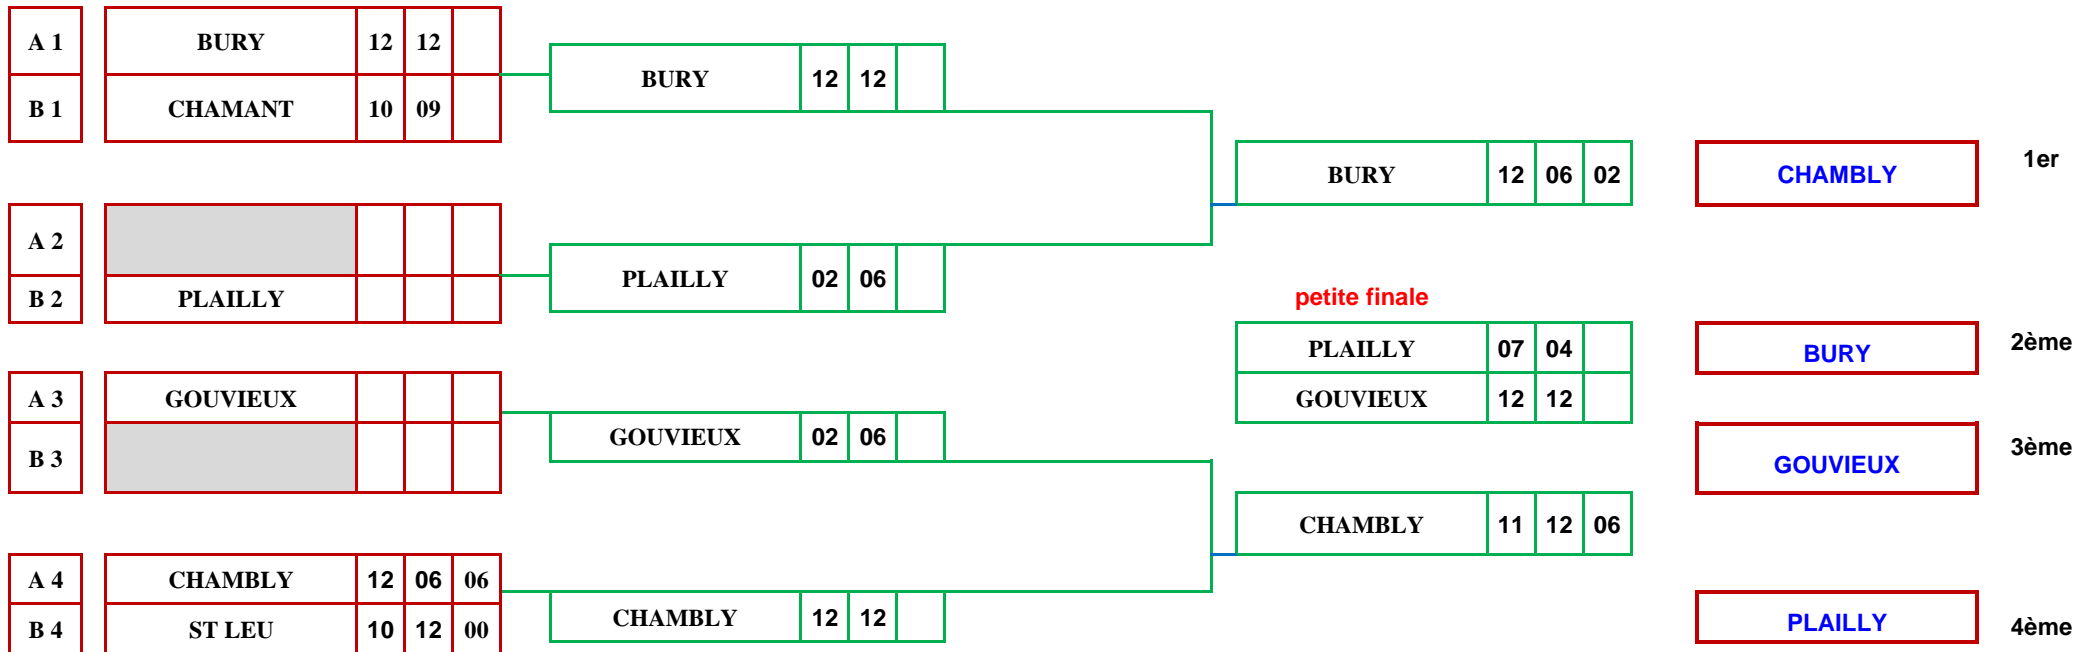 A 1 BURY 12 12
B 1 CHAMANT 10 09
BURY 12 12
A 2
B 2 PLAILLY
PLAILLY 02 06
A 3 GOUVIEUX
B 3
GOUVIEUX 02 06
A 4 CHAMBLY 12 06 06
B 4 ST LEU 10 12 00
CHAMBLY 12 12
BURY 12 06 02
petite finale
PLAILLY 07 04
GOUVIEUX 12 12
CHAMBLY 11 12 06
CHAMBLY 1er
BURY 2ème
GOUVIEUX 3ème
PLAILLY 4ème